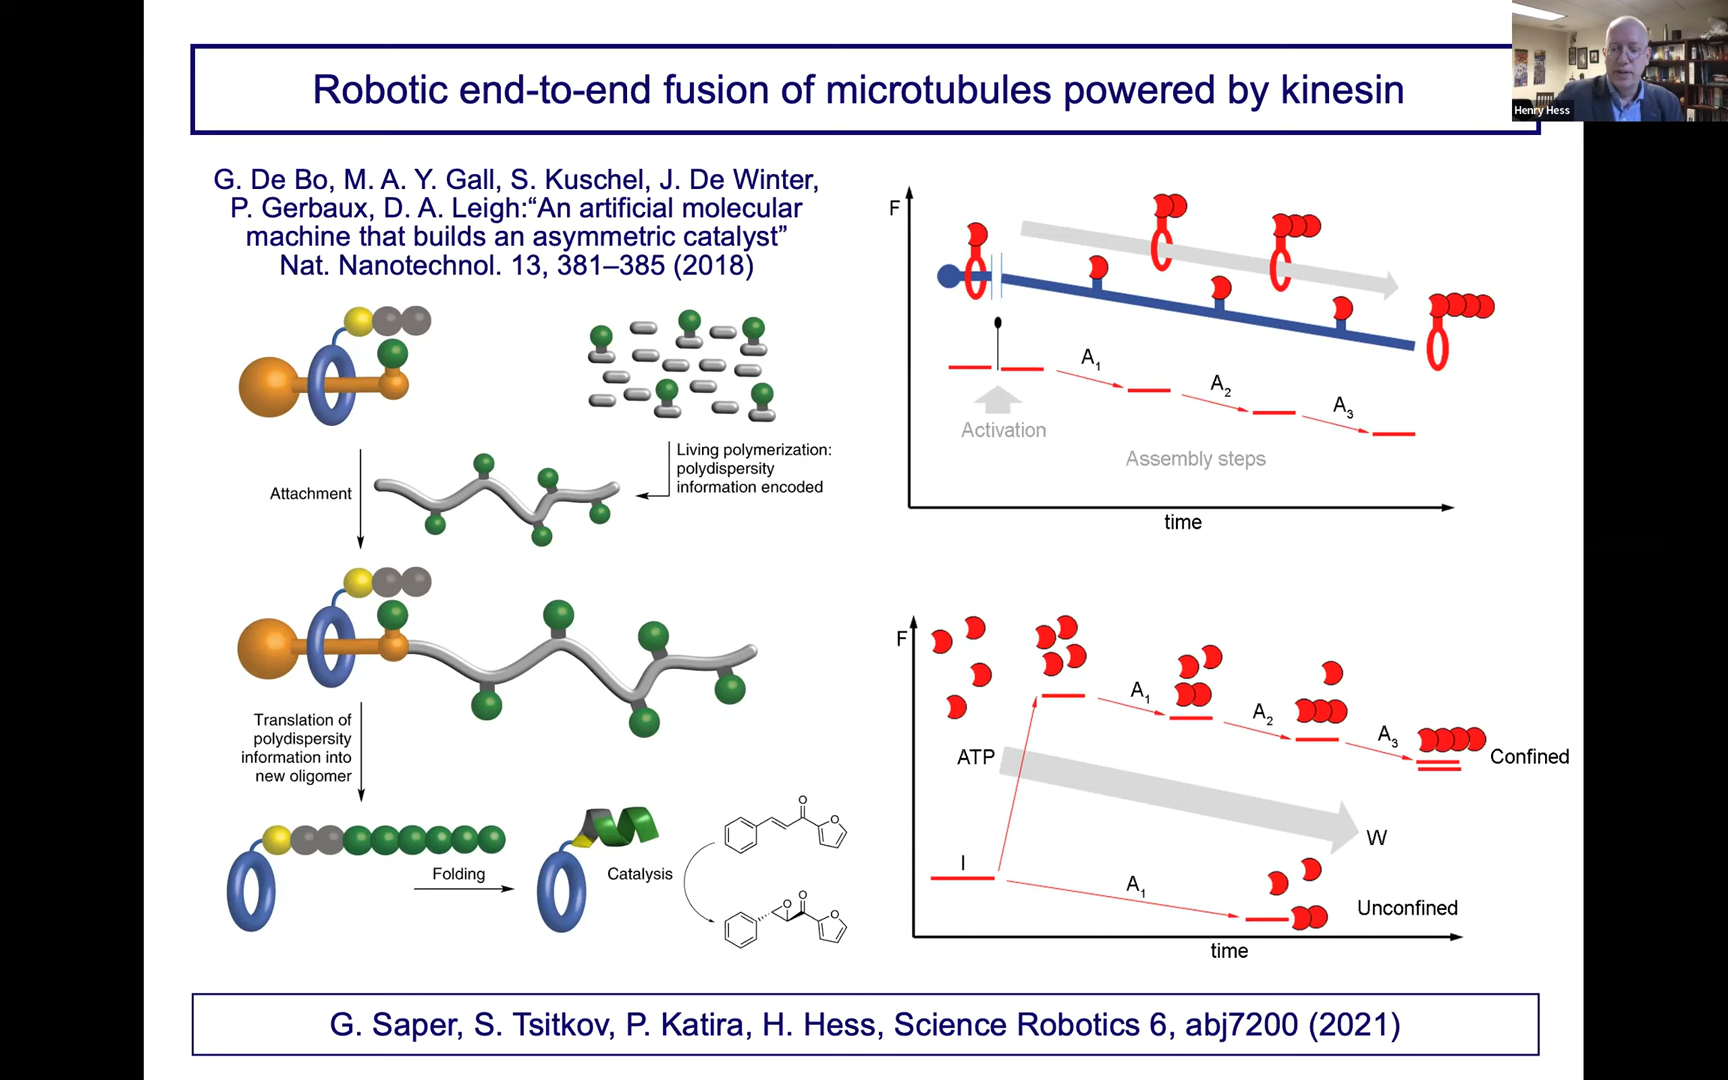 Robotic end-to-end fusion of microtubules powered by kinesin
Henry Hess
G. De Bo, M. A. Y. Gall, S. Kuschel, J. De Winter,
P. Gerbaux, D. A. Leigh:“An artificial molecular
machine that builds an asymmetric catalyst”
Nat. Nanotechnol. 13, 381–385 (2018)
Attachment
Living polymerization:
polydispersity
information encoded
Translation of
polydispersity
information into
new oligomer
Folding
Catalysis
O
O
O
O
O
F
A1
A2
A3
Activation
Assembly steps
time
F
A1
A2
A3
ATP
Confined
W
I
A1
Unconfined
time
G. Saper, S. Tsitkov, P. Katira, H. Hess, Science Robotics 6, abj7200 (2021)